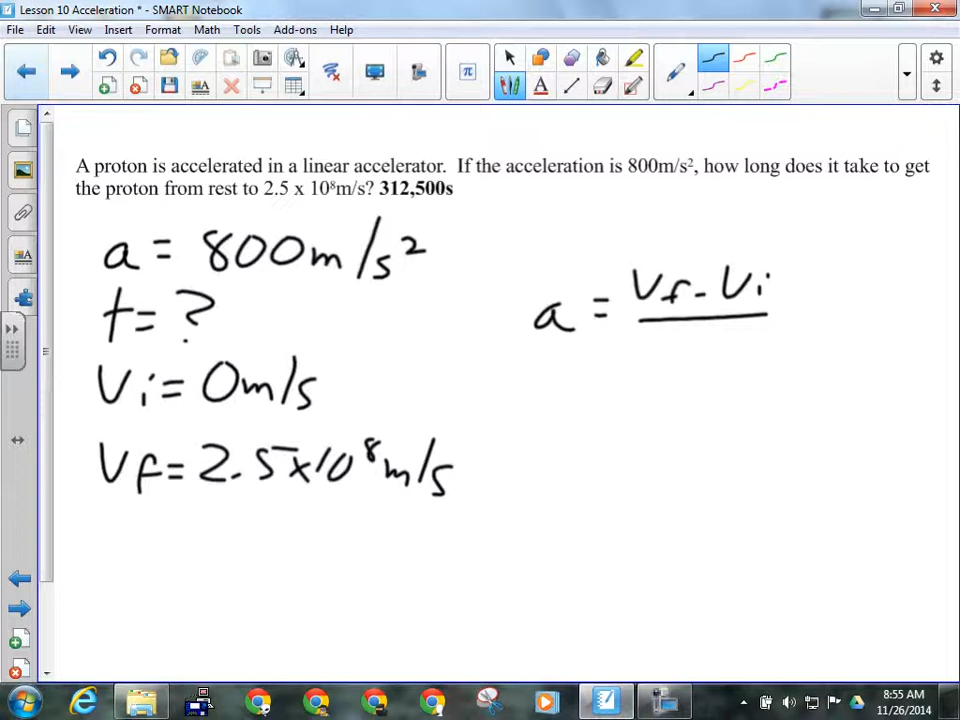 Lesson 10 Acceleration * - SMART Notebook
File Edit View Insert Format Math Tools Add-ons Help
A proton is accelerated in a linear accelerator. If the acceleration is 800m/s², how long does it take to get
the proton from rest to 2.5 x 10⁸m/s? 312,500s
a = 800m/s²
t = ?
Vi = 0m/s
Vf = 2.5x10⁸m/s
a = Vf - Vi
8:55 AM
11/26/2014